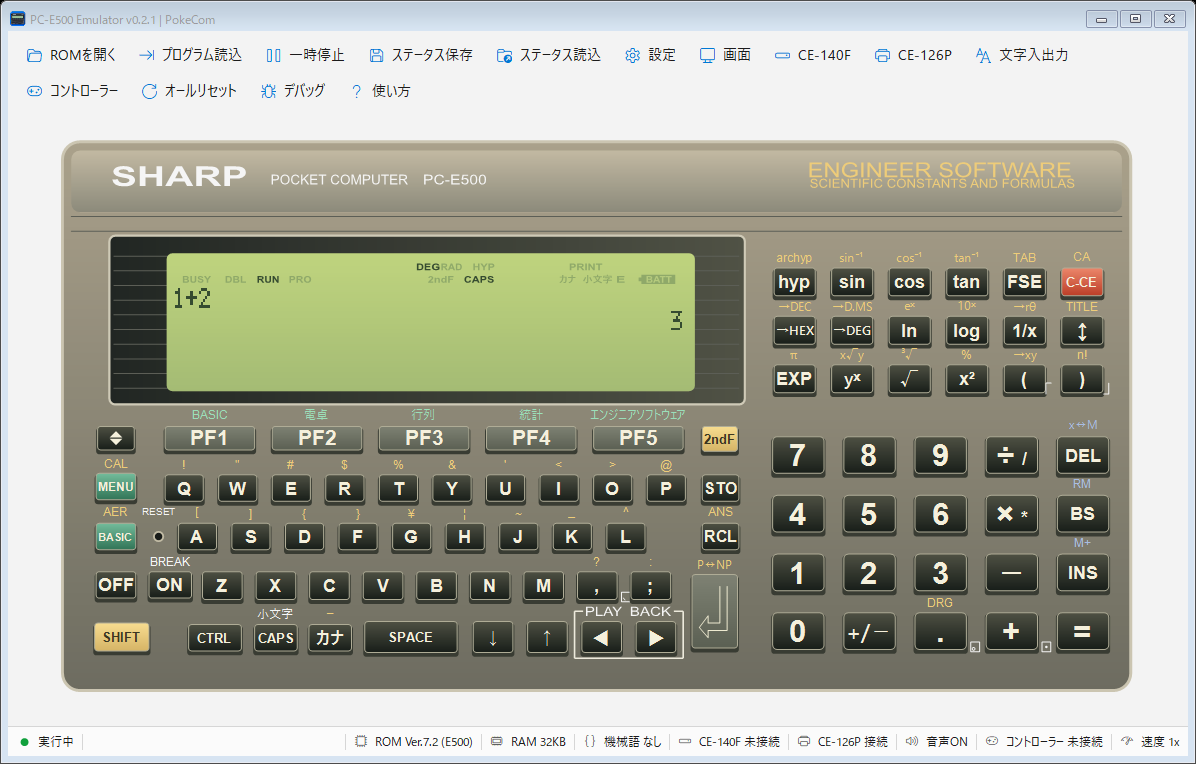 PC-E500 Emulator v0.2.1 | PokeCom
ROMを開く プログラム読込 一時停止 ステータス保存 ステータス読込 設定 画面 CE-140F CE-126P 文字入出力
コントローラー オールリセット デバッグ ? 使い方
SHARP POCKET COMPUTER PC-E500
ENGINEER SOFTWARE
SCIENTIFIC CONSTANTS AND FORMULAS
BUSY DBL RUN PRO DEG RAD HYP PRINT
2ndF CAPS カナ 小文字 E BATT
1+2
3
archyp sin⁻¹ cos⁻¹ tan⁻¹ TAB CA
hyp sin cos tan FSE C-CE
→DEC →D.MS eˣ 10ˣ →rθ TITLE
→HEX →DEG ln log 1/x ↕
π x√y ³√ % →xy n!
EXP yˣ √ x² ( )
BASIC 電卓 行列 統計 エンジニアソフトウェア
PF1 PF2 PF3 PF4 PF5 2ndF
CAL ! " # $ % & ' < > @
MENU Q W E R T Y U I O P STO
AER RESET [ ] { } ¥ ¦ ~ _ ^ ANS
BASIC A S D F G H J K L RCL
BREAK ? : P↔NP
OFF ON Z X C V B N M , ;
小文字 – PLAY BACK
SHIFT CTRL CAPS カナ SPACE ↓ ↑ ◀ ▶
x↔M
7 8 9 ÷ / DEL
RM
4 5 6 × * BS
M+
1 2 3 — INS
DRG
0 +/− . + =
実行中 ROM Ver.7.2 (E500) RAM 32KB {} 機械語 なし CE-140F 未接続 CE-126P 接続 音声ON コントローラー 未接続 速度 1x